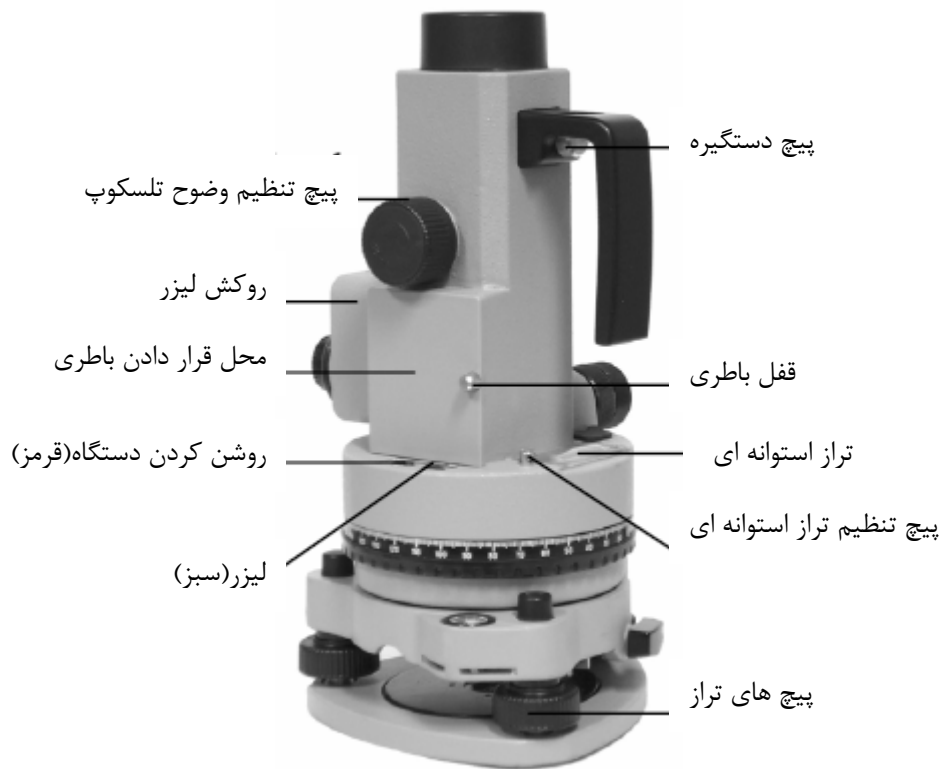 پیچ دستگیره
پیچ تنظیم وضوح تلسکوپ
روکش لیزر
محل قرار دادن باطری
قفل باطری
روشن کردن دستگاه(قرمز)
تراز استوانه ای
پیچ تنظیم تراز استوانه ای
لیزر(سبز)
پیچ های تراز